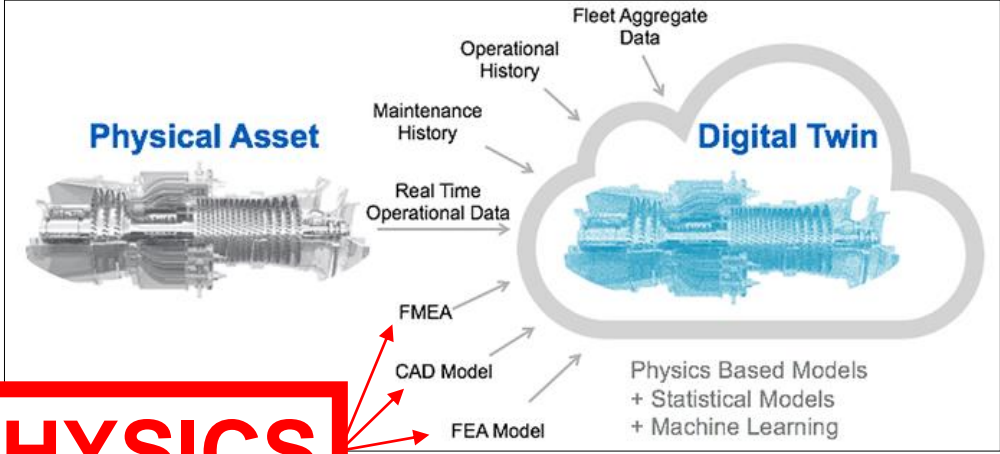 Fleet Aggregate
Data
Operational
History
Maintenance
History
Physical Asset
Digital Twin
Real Time
Operational Data
FMEA
CAD Model
FEA Model
Physics Based Models
+ Statistical Models
+ Machine Learning
HYSICS